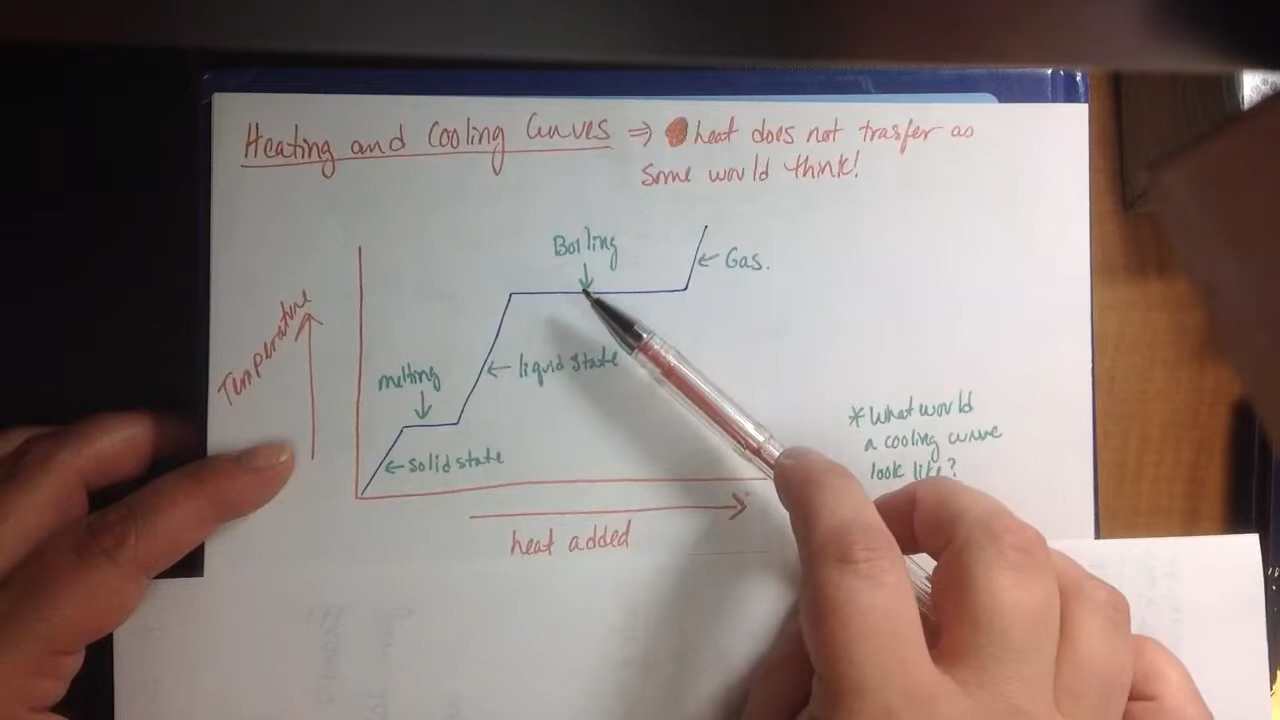 Heating and Cooling Curves ⇒ heat does not trasfer as
some would think!
Boiling
↓
← Gas.
Temperature
← liquid state
melting
↓
* What would
a cooling curve
look like?
← solid state
heat added